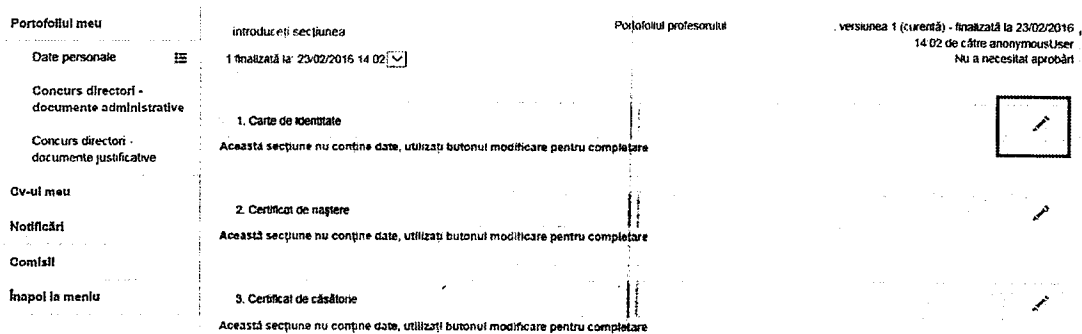 Portofoliul meu
Date personale
Concurs directori -
documente administrative
Concurs directori -
documente justificative
Cv-ul meu
Notificări
Comisii
Înapoi la meniu
introduceți secțiunea
Portofoliul profesorului
versiunea 1 (curentă) - finalizată la 23/02/2016
14 02 de către anonymousUser
Nu a necesitat aprobări
1 finalizată la: 23/02/2016 14 02
1. Carte de identitate
Această secțiune nu conține date, utilizați butonul modificare pentru completare
2. Certificat de naștere
Această secțiune nu conține date, utilizați butonul modificare pentru completare
3. Certificat de căsătorie
Această secțiune nu conține date, utilizați butonul modificare pentru completare